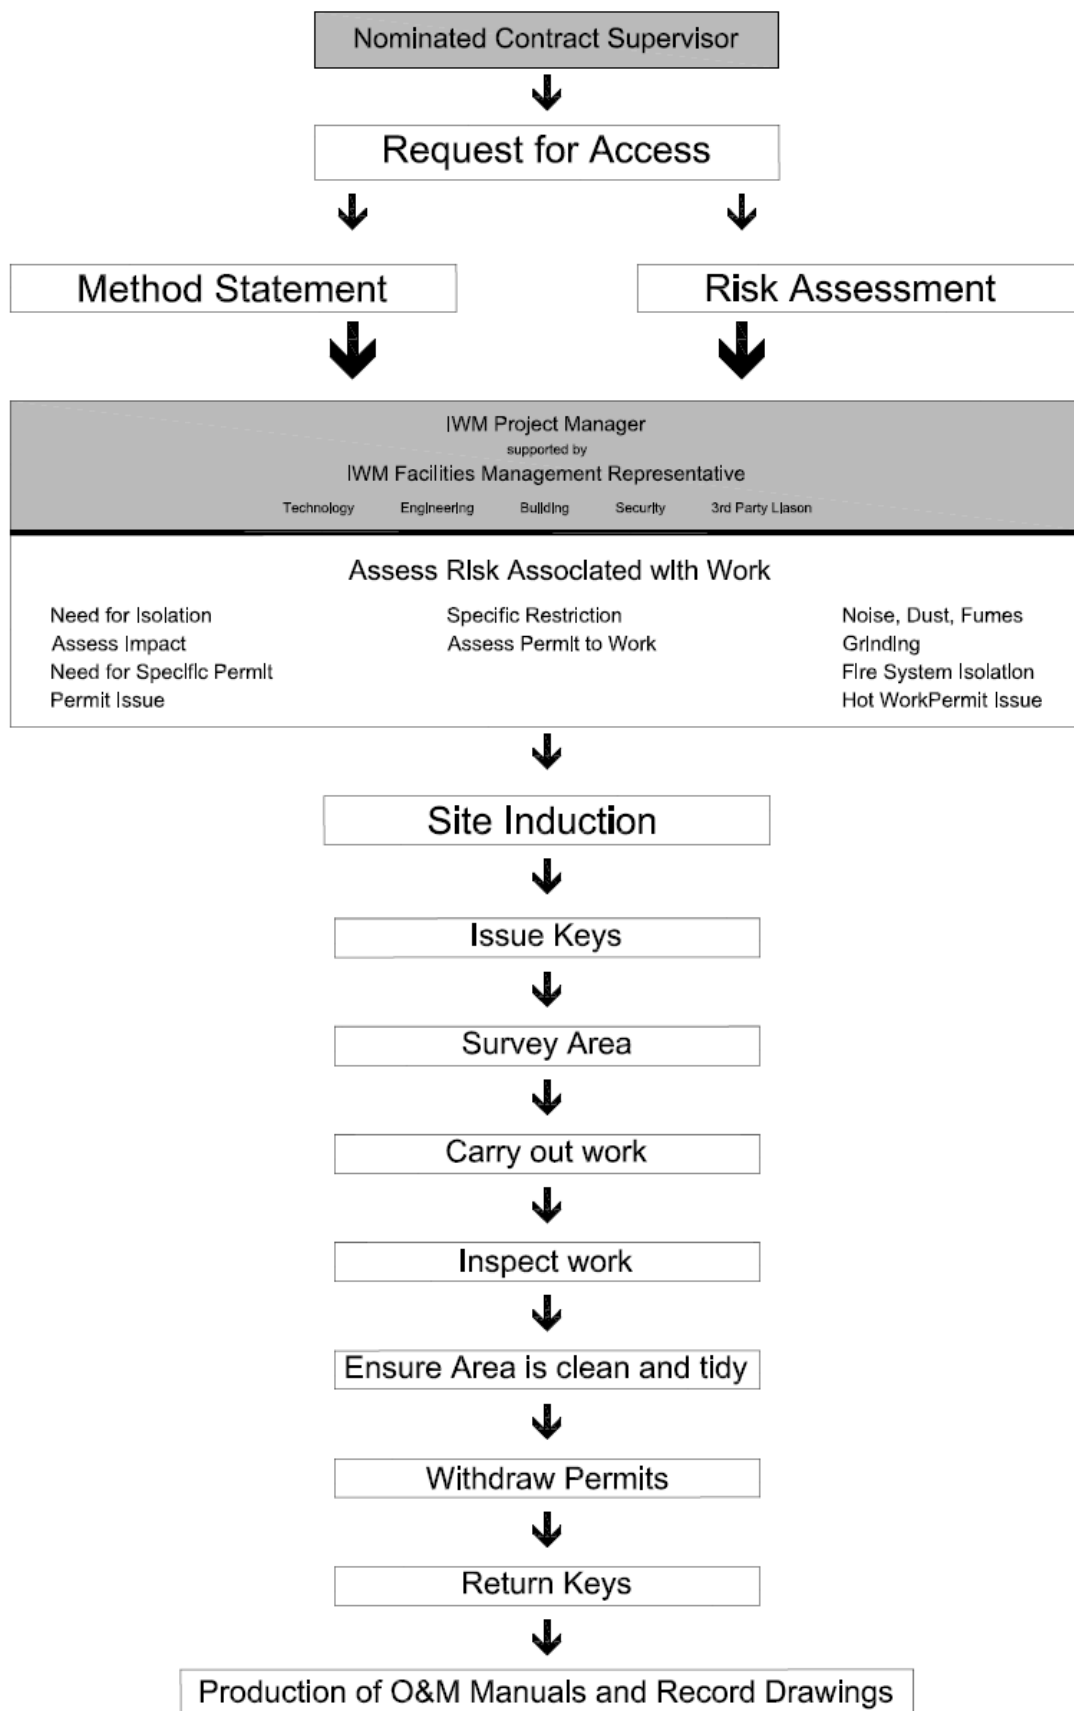 Nominated Contract Supervisor
Request for Access
Method Statement
Risk Assessment
IWM Project Manager
supported by
IWM Facilities Management Representative
Technology Engineering Building Security 3rd Party Liason
Assess Risk Associated with Work
Need for Isolation
Assess Impact
Need for Specific Permit
Permit Issue
Specific Restriction
Assess Permit to Work
Noise, Dust, Fumes
Grinding
Fire System Isolation
Hot WorkPermit Issue
Site Induction
Issue Keys
Survey Area
Carry out work
Inspect work
Ensure Area is clean and tidy
Withdraw Permits
Return Keys
Production of O&M Manuals and Record Drawings